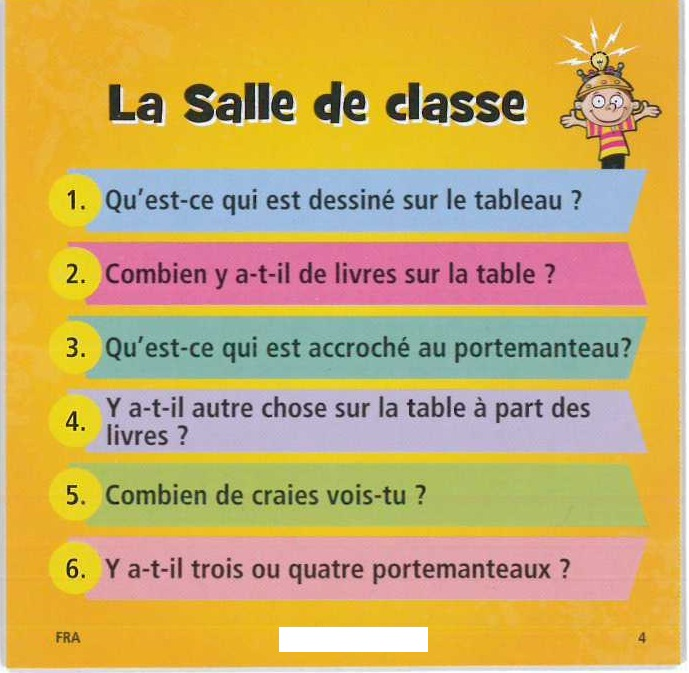 La Salle de classe
1. Qu'est-ce qui est dessiné sur le tableau ?
2. Combien y a-t-il de livres sur la table ?
3. Qu'est-ce qui est accroché au portemanteau?
4. Y a-t-il autre chose sur la table à part des
livres ?
5. Combien de craies vois-tu ?
6. Y a-t-il trois ou quatre portemanteaux ?
FRA
4